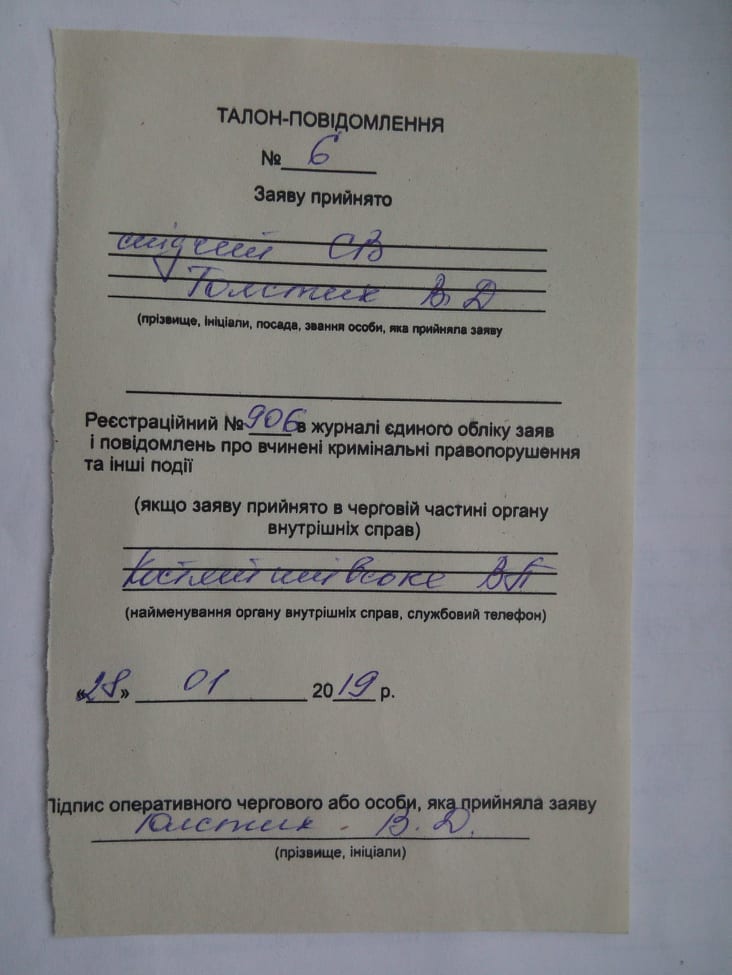 ТАЛОН-ПОВІДОМЛЕННЯ
№ 6
Заяву прийнято
слідчий СВ
Толстих В. Д
(прізвище, ініціали, посада, звання особи, яка прийняла заяву
Реєстраційний № 906 в журналі єдиного обліку заяв
і повідомлень про вчинені кримінальні правопорушення
та інші події
(якщо заяву прийнято в черговій частині органу
внутрішніх справ)
ВП
(найменування органу внутрішніх справ, службовий телефон)
«28» 01 2019 р.
Підпис оперативного чергового або особи, яка прийняла заяву
Толстих. В. Д.
(прізвище, ініціали)